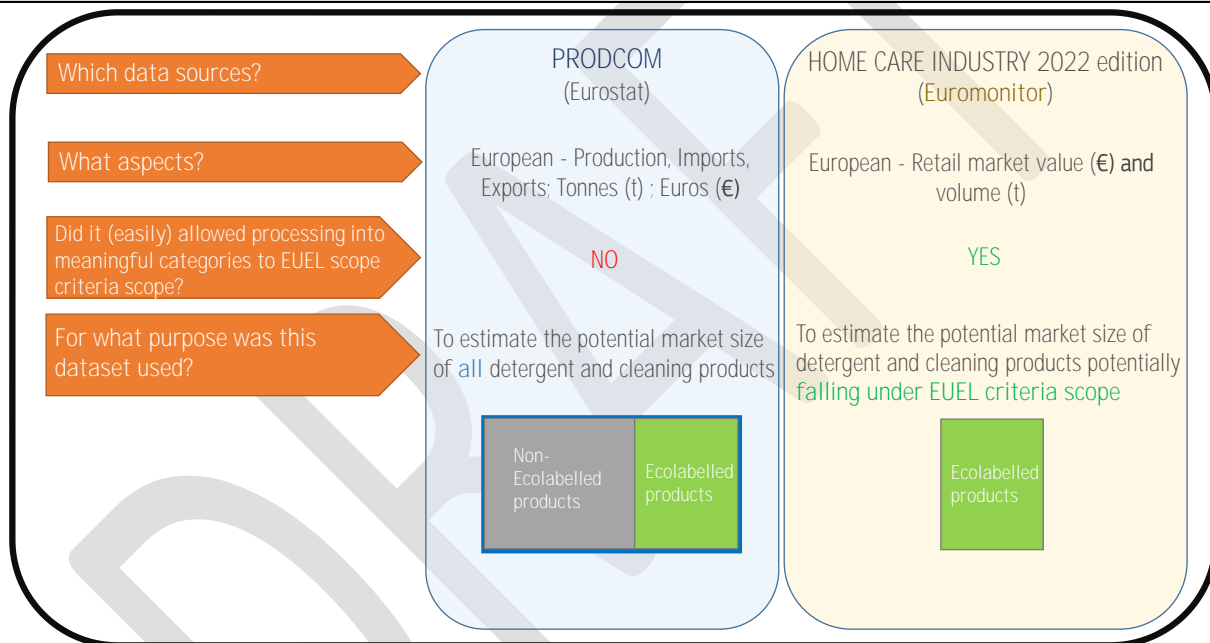 Which data sources?
PRODCOM
(Eurostat)
HOME CARE INDUSTRY 2022 edition
(Euromonitor)
What aspects?
European - Production, Imports,
Exports; Tonnes (t) ; Euros (€)
European - Retail market value (€) and
volume (t)
Did it (easily) allowed processing into
meaningful categories to EUEL scope
criteria scope?
NO
YES
For what purpose was this
dataset used?
To estimate the potential market size
of all detergent and cleaning products
To estimate the potential market size of
detergent and cleaning products potentially
falling under EUEL criteria scope
Non-
Ecolabelled
products
Ecolabelled
products
Ecolabelled
products
DRAFT